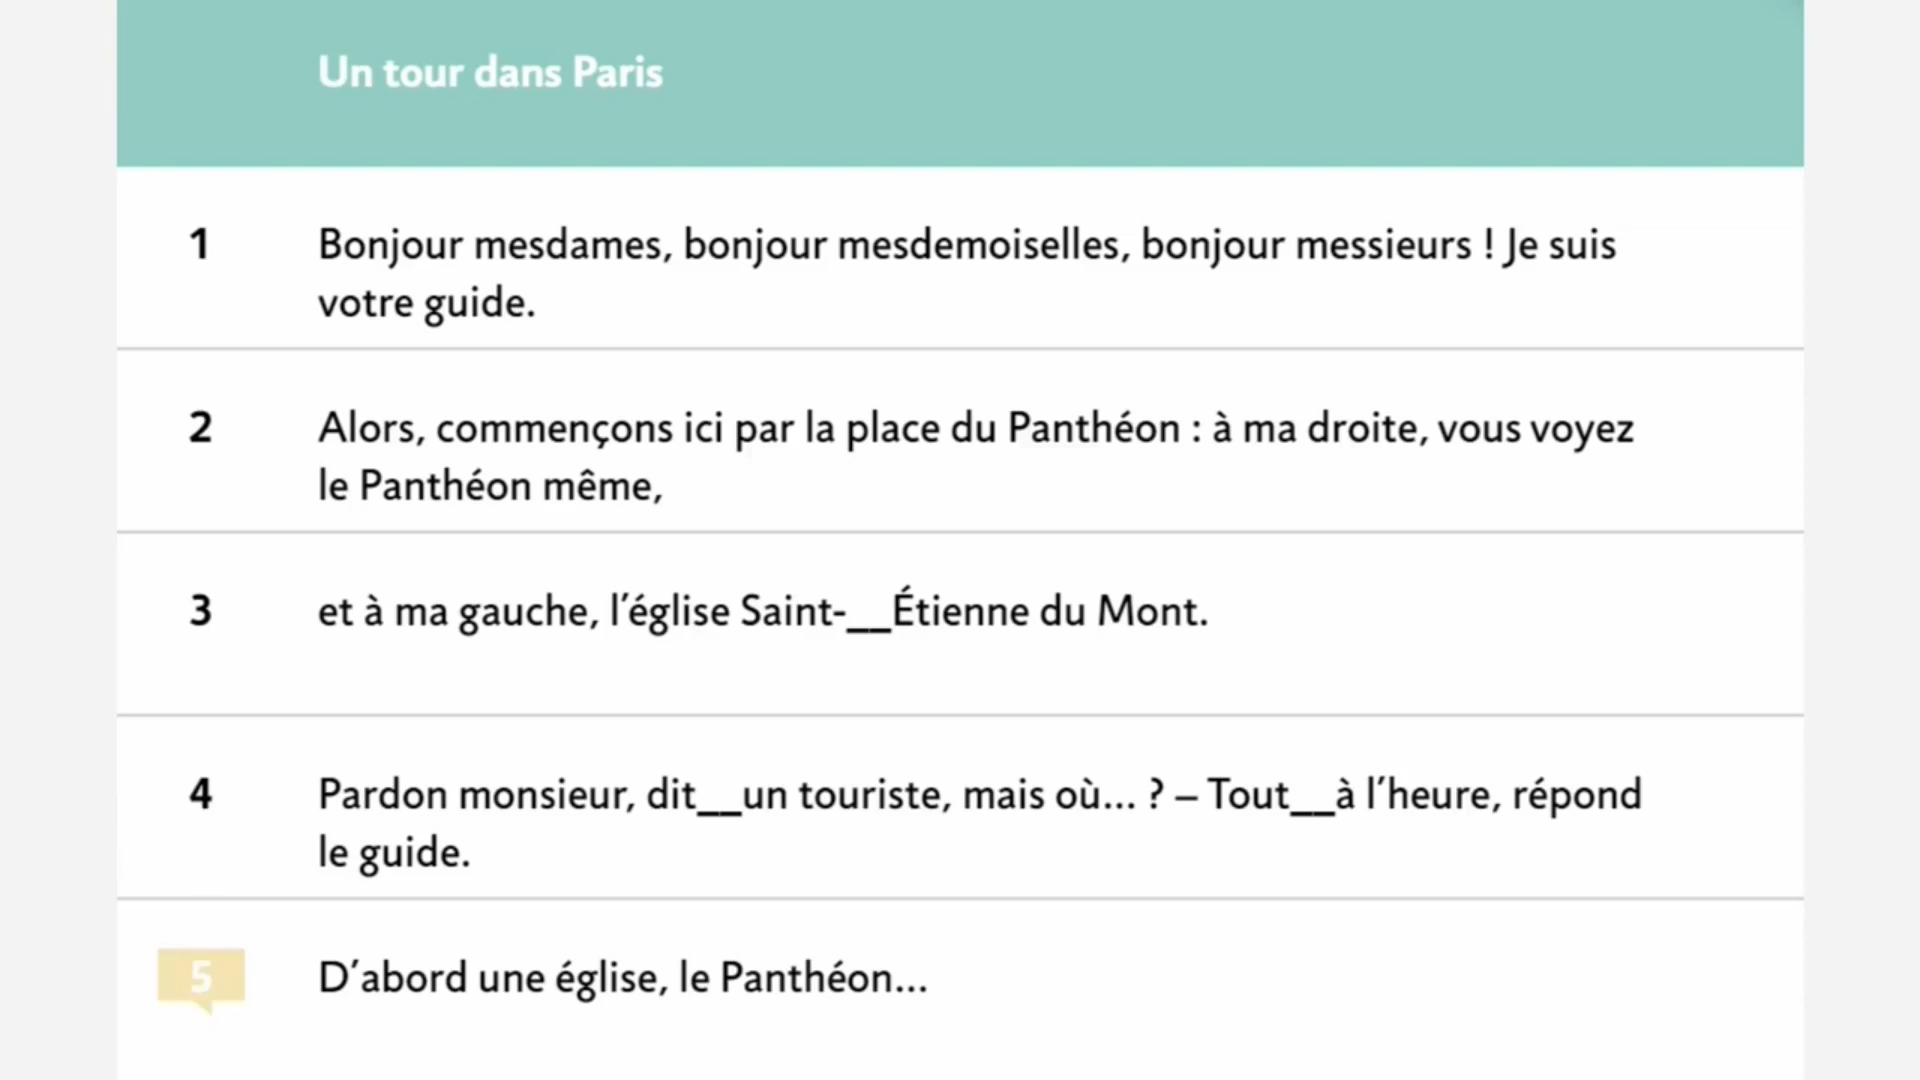 Un tour dans Paris
1 Bonjour mesdames, bonjour mesdemoiselles, bonjour messieurs ! Je suis
votre guide.
2 Alors, commençons ici par la place du Panthéon : à ma droite, vous voyez
le Panthéon même,
3 et à ma gauche, l'église Saint-__Étienne du Mont.
4 Pardon monsieur, dit__un touriste, mais où... ? – Tout__à l'heure, répond
le guide.
5 D'abord une église, le Panthéon...